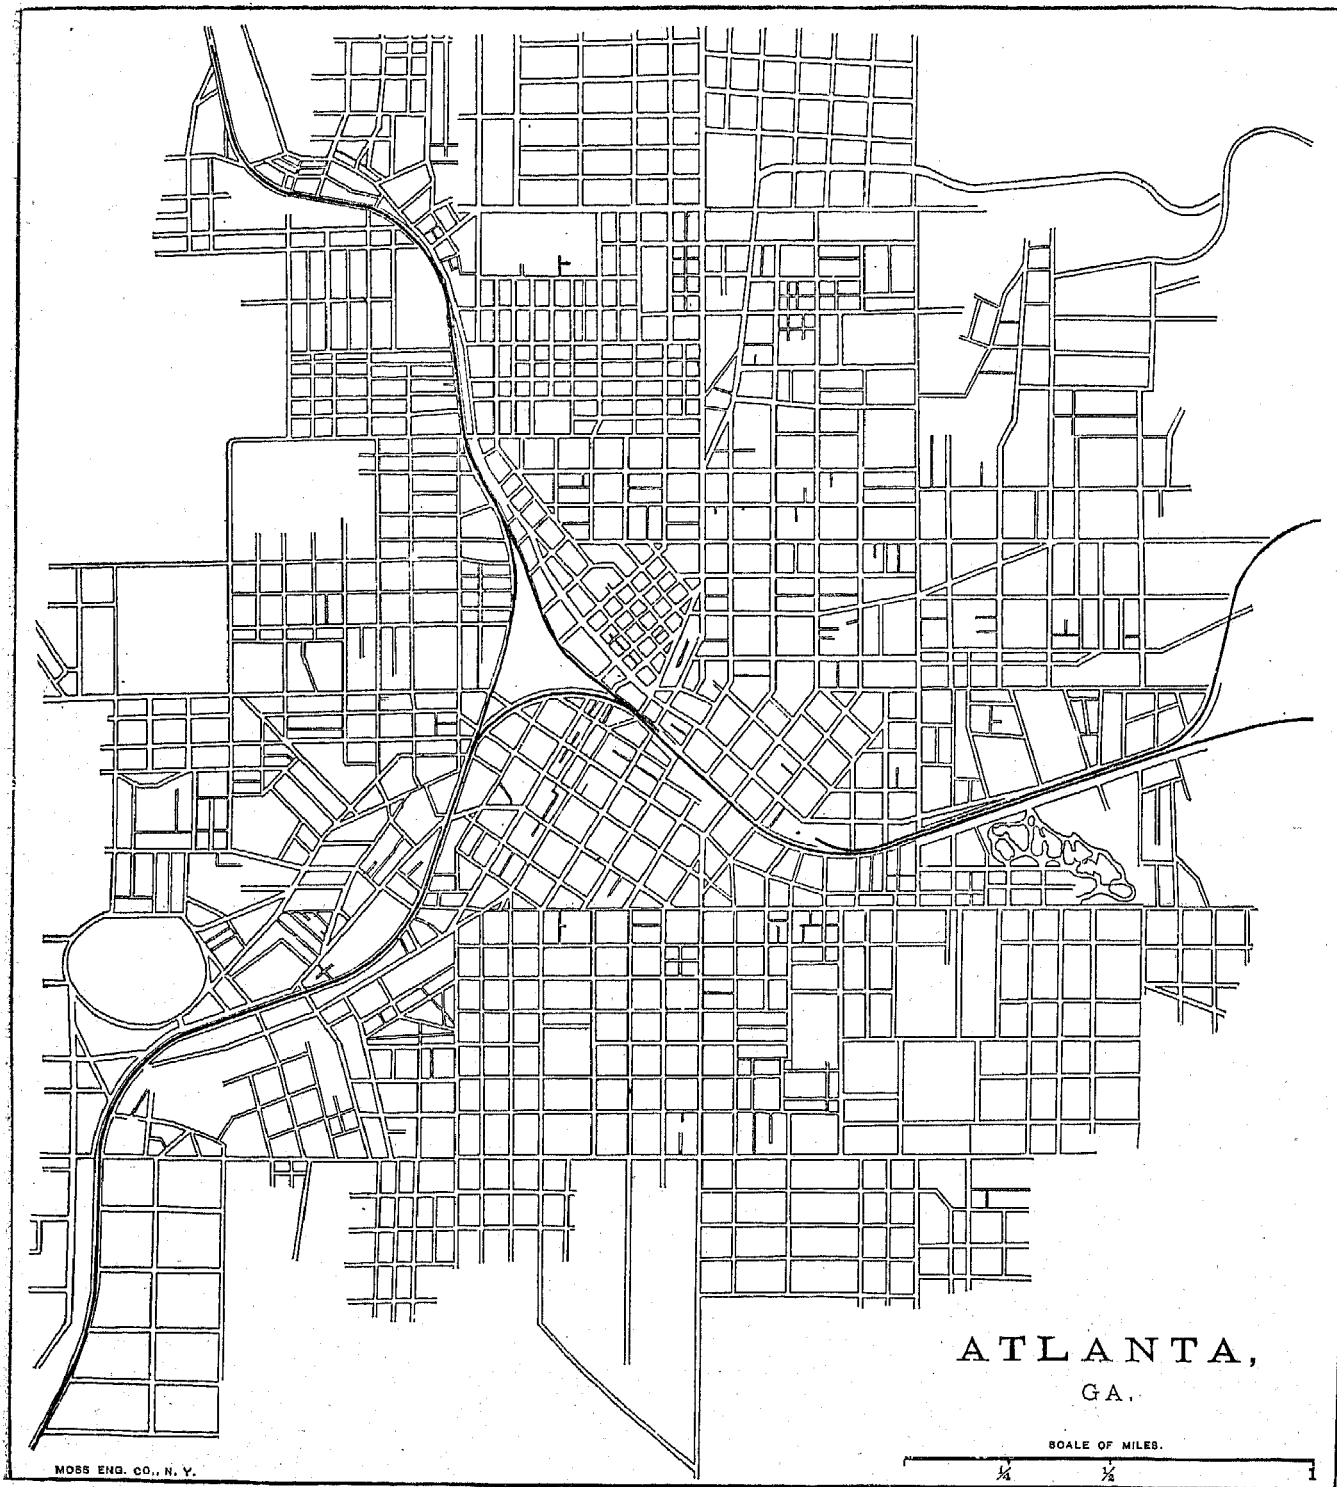 ATLANTA,
GA.
SCALE OF MILES.
¼ ½ 1
MOSS ENG. CO., N. Y.